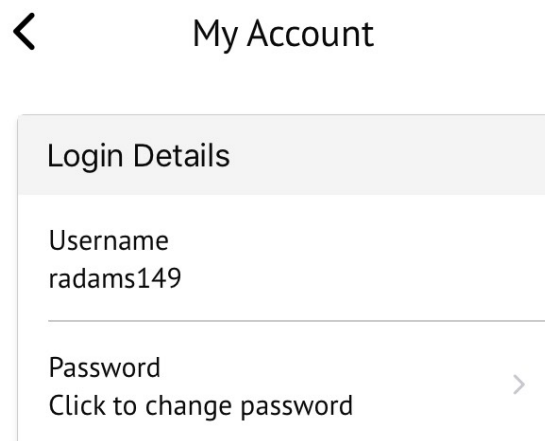 My Account
Login Details
Username
radams149
Password
Click to change password